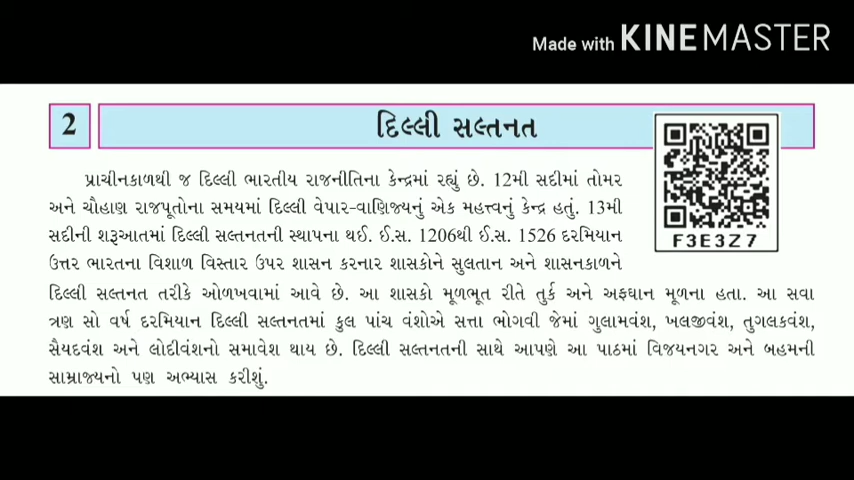 Made with KINEMASTER
2
દિલ્લી સલ્તનત
F3E3Z7
પ્રાચીનકાળથી જ દિલ્લી ભારતીય રાજનીતિના કેન્દ્રમાં રહ્યું છે. 12મી સદીમાં તોમર
અને ચૌહાણ રાજપૂતોના સમયમાં દિલ્લી વેપાર-વાણિજ્યનું એક મહત્ત્વનું કેન્દ્ર હતું. 13મી
સદીની શરૂઆતમાં દિલ્લી સલ્તનતની સ્થાપના થઈ. ઈ.સ. 1206થી ઈ.સ. 1526 દરમિયાન
ઉત્તર ભારતના વિશાળ વિસ્તાર ઉપર શાસન કરનાર શાસકોને સુલતાન અને શાસનકાળને
દિલ્લી સલ્તનત તરીકે ઓળખવામાં આવે છે. આ શાસકો મૂળભૂત રીતે તુર્ક અને અફઘાન મૂળના હતા. આ સવા
ત્રણ સો વર્ષ દરમિયાન દિલ્લી સલ્તનતમાં કુલ પાંચ વંશોએ સત્તા ભોગવી જેમાં ગુલામવંશ, ખલજીવંશ, તુગલકવંશ,
સૈયદવંશ અને લોદીવંશનો સમાવેશ થાય છે. દિલ્લી સલ્તનતની સાથે આપણે આ પાઠમાં વિજયનગર અને બહમની
સામ્રાજ્યનો પણ અભ્યાસ કરીશું.